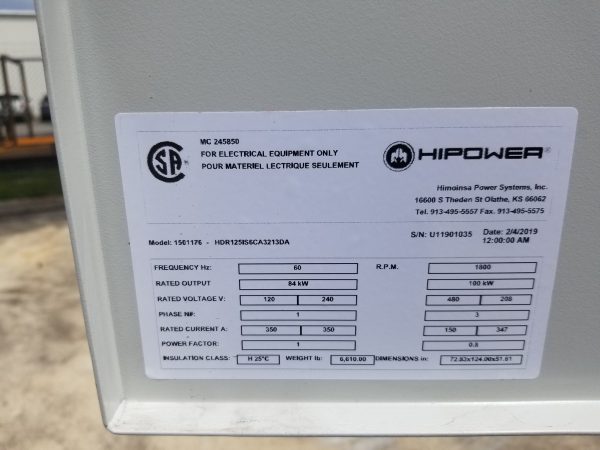 MC 245850
FOR ELECTRICAL EQUIPMENT ONLY
POUR MATERIEL LECTRIQUE SEULEMENT
HIPOWER
Himoinsa Power Systems, Inc.
16600 S Theden St Olathe, KS 66062
Tel. 913-495-5557 Fax. 913-495-5575
Model: 1501176 - HDR125IS6CA3213DA
S/N: U11901035 Date: 2/4/2019
12:00:00 AM
FREQUENCY Hz: 60 R.P.M. 1800
RATED OUTPUT 84 kW 100 kW
RATED VOLTAGE V: 120 240 480 208
PHASE N#: 1 3
RATED CURRENT A: 350 350 150 347
POWER FACTOR: 1 0.8
INSULATION CLASS: H 25°C WEIGHT lb: 6,610.00 DIMENSIONS in: 72.83x124.00x51.61